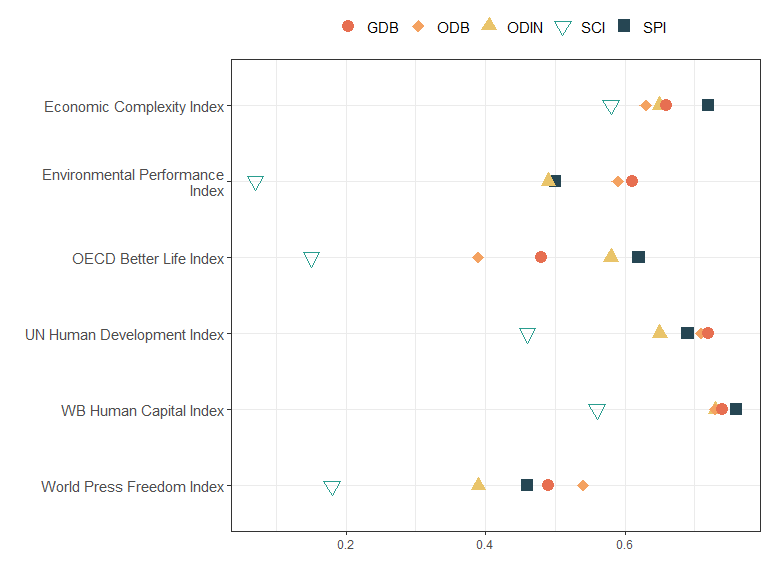 GDB ODB ODIN SCI SPI
Economic Complexity Index
Environmental Performance
Index
OECD Better Life Index
UN Human Development Index
WB Human Capital Index
World Press Freedom Index
0.2 0.4 0.6